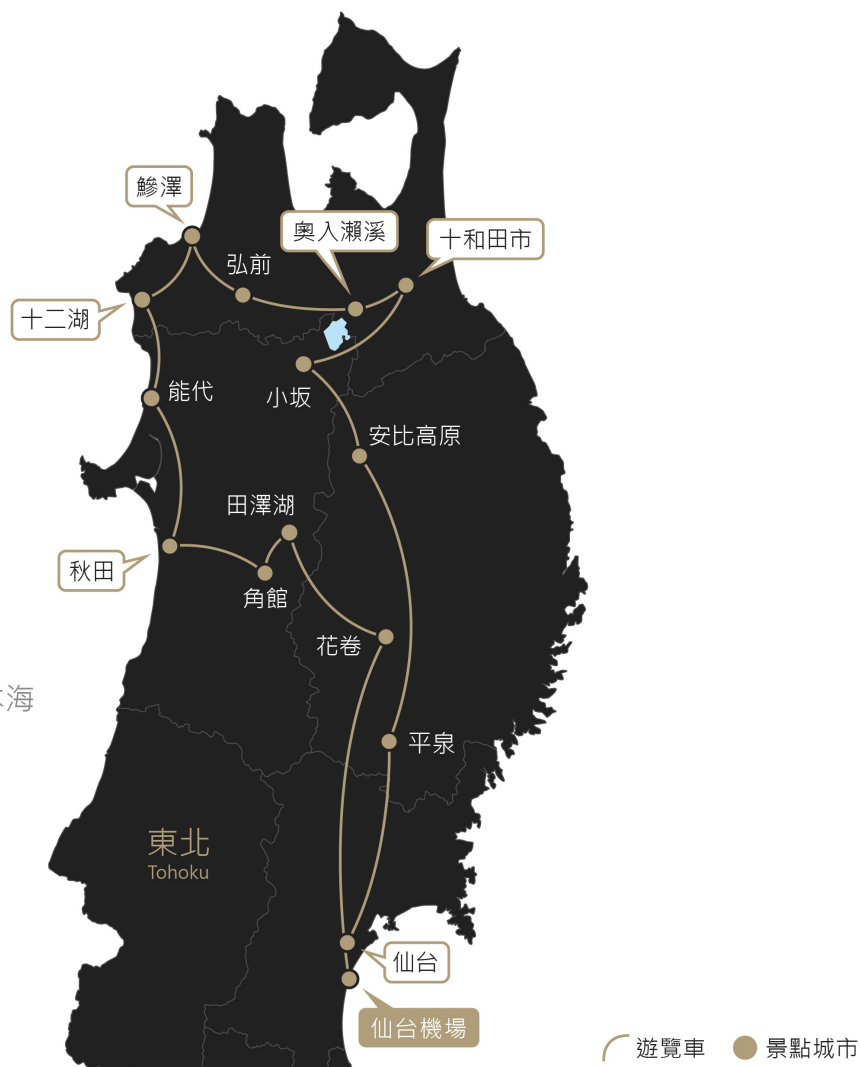 鰺澤
奧入瀨溪
十和田市
弘前
十二湖
能代
小坂
安比高原
田澤湖
秋田
角館
花卷
海
平泉
東北
Tohoku
仙台
仙台機場
遊覽車
景點城市